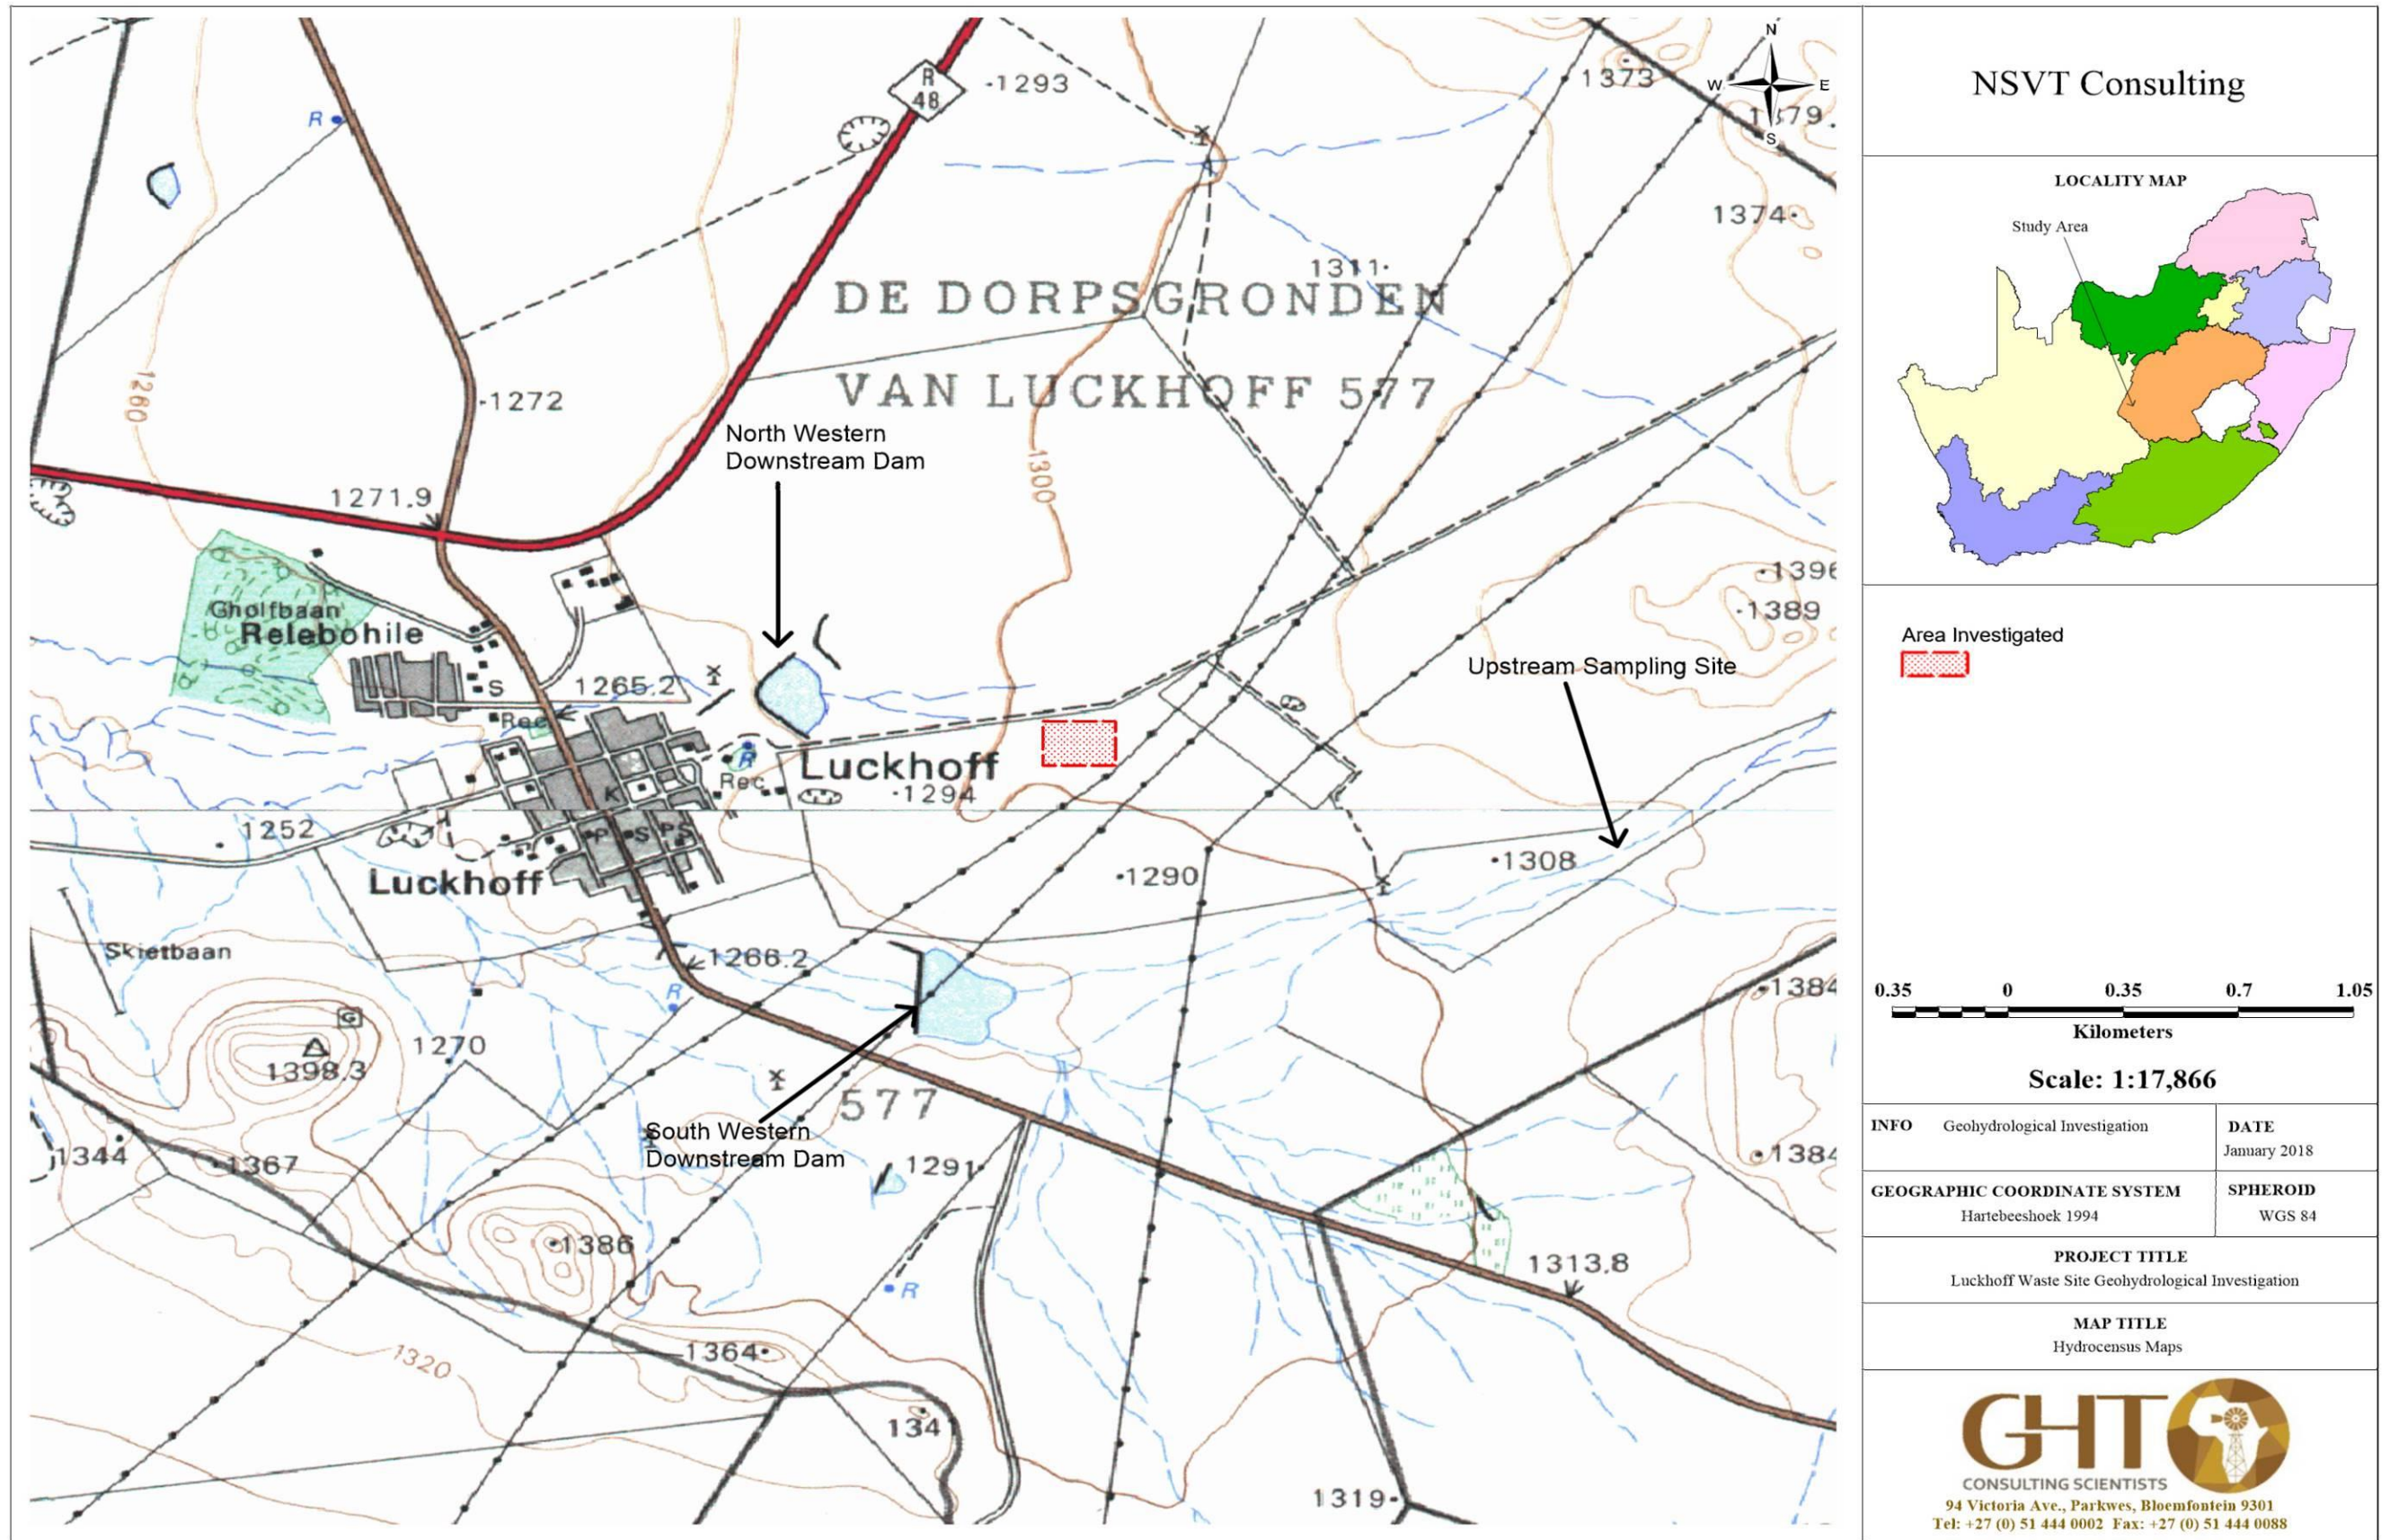 R
48
1293
1373
1379
N
W
E
S
R
1374
1311
DE DORPSGRONDEN
VAN LUCKHOFF 577
1260
1272
North Western
Downstream Dam
1300
1271.9
1396
1389
Gholfbaan
Relebohile
Upstream Sampling Site
S
1265.2
Rec
R
Luckhoff
Rec
1294
K
1252
P
S
P
S
1308
1290
Luckhoff
Skietbaan
1266.2
R
1384
G
1270
1398.3
577
South Western
Downstream Dam
1344
1367
1291
1384
1386
1313.8
R
1320
1364
134
1319
NSVT Consulting
LOCALITY MAP
Study Area
Area Investigated
0.35 0 0.35 0.7 1.05
Kilometers
Scale: 1:17,866
INFO Geohydrological Investigation
DATE
January 2018
GEOGRAPHIC COORDINATE SYSTEM
Hartebeeshoek 1994
SPHEROID
WGS 84
PROJECT TITLE
Luckhoff Waste Site Geohydrological Investigation
MAP TITLE
Hydrocensus Maps
GHT
CONSULTING SCIENTISTS
94 Victoria Ave., Parkwes, Bloemfontein 9301
Tel: +27 (0) 51 444 0002 Fax: +27 (0) 51 444 0088